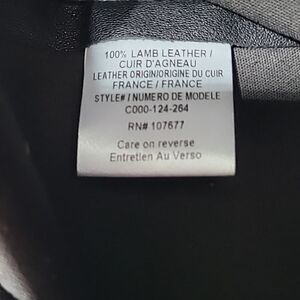 100% LAMB LEATHER /
CUIR D'AGNEAU
LEATHER ORIGIN/ORIGINE DU CUIR
FRANCE / FRANCE
STYLE# / NUMERO DE MODELE
C000-124-264
RN# 107677
Care on reverse
Entretien Au Verso